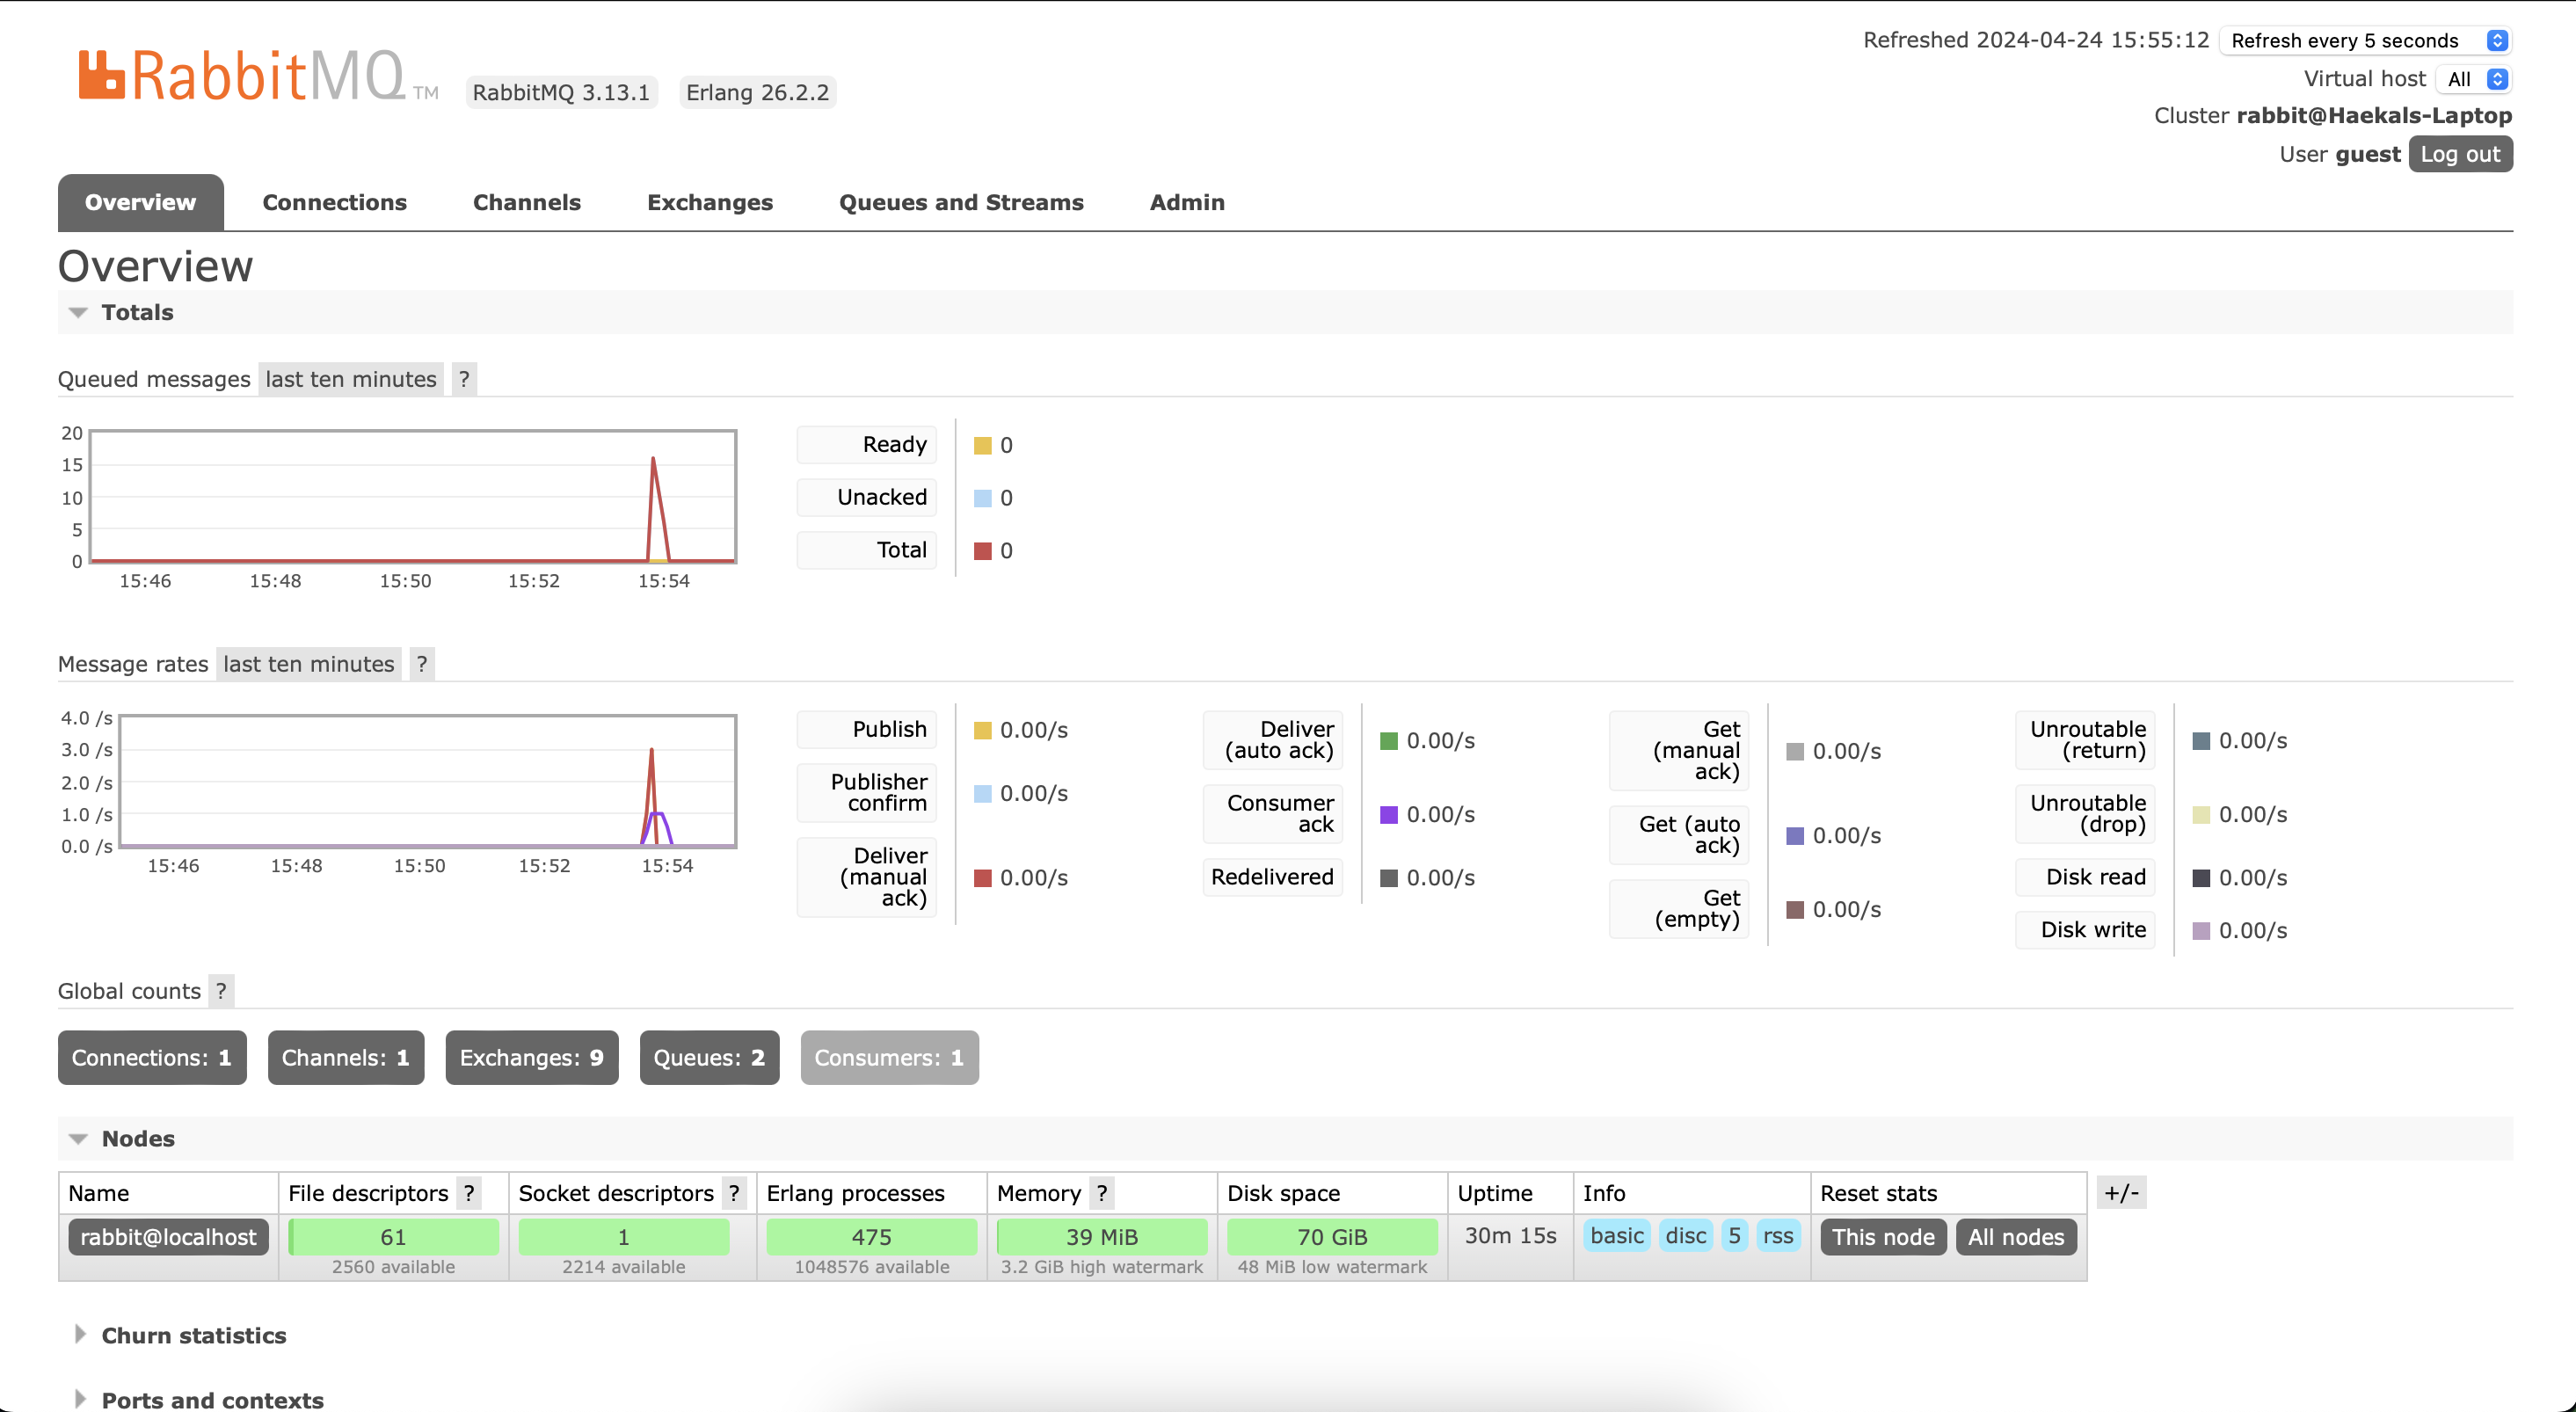 RabbitMQ TM RabbitMQ 3.13.1 Erlang 26.2.2
Refreshed 2024-04-24 15:55:12 Refresh every 5 seconds
Virtual host All
Cluster rabbit@Haekals-Laptop
User guest Log out
Overview Connections Channels Exchanges Queues and Streams Admin
Overview
Totals
Queued messages last ten minutes ?
20
15
10
5
0
15:46 15:48 15:50 15:52 15:54
Ready 0
Unacked 0
Total 0
Message rates last ten minutes ?
4.0 /s
3.0 /s
2.0 /s
1.0 /s
0.0 /s
15:46 15:48 15:50 15:52 15:54
Publish 0.00/s
Publisher
confirm 0.00/s
Deliver
(manual
ack) 0.00/s
Deliver
(auto ack) 0.00/s
Consumer
ack 0.00/s
Redelivered 0.00/s
Get
(manual
ack) 0.00/s
Get (auto
ack) 0.00/s
Get
(empty) 0.00/s
Unroutable
(return) 0.00/s
Unroutable
(drop) 0.00/s
Disk read 0.00/s
Disk write 0.00/s
Global counts ?
Connections: 1 Channels: 1 Exchanges: 9 Queues: 2 Consumers: 1
Nodes
Name File descriptors ? Socket descriptors ? Erlang processes Memory ? Disk space Uptime Info Reset stats +/-
rabbit@localhost 61 1 475 39 MiB 70 GiB 30m 15s basic disc 5 rss This node All nodes
2560 available 2214 available 1048576 available 3.2 GiB high watermark 48 MiB low watermark
Churn statistics
Ports and contexts